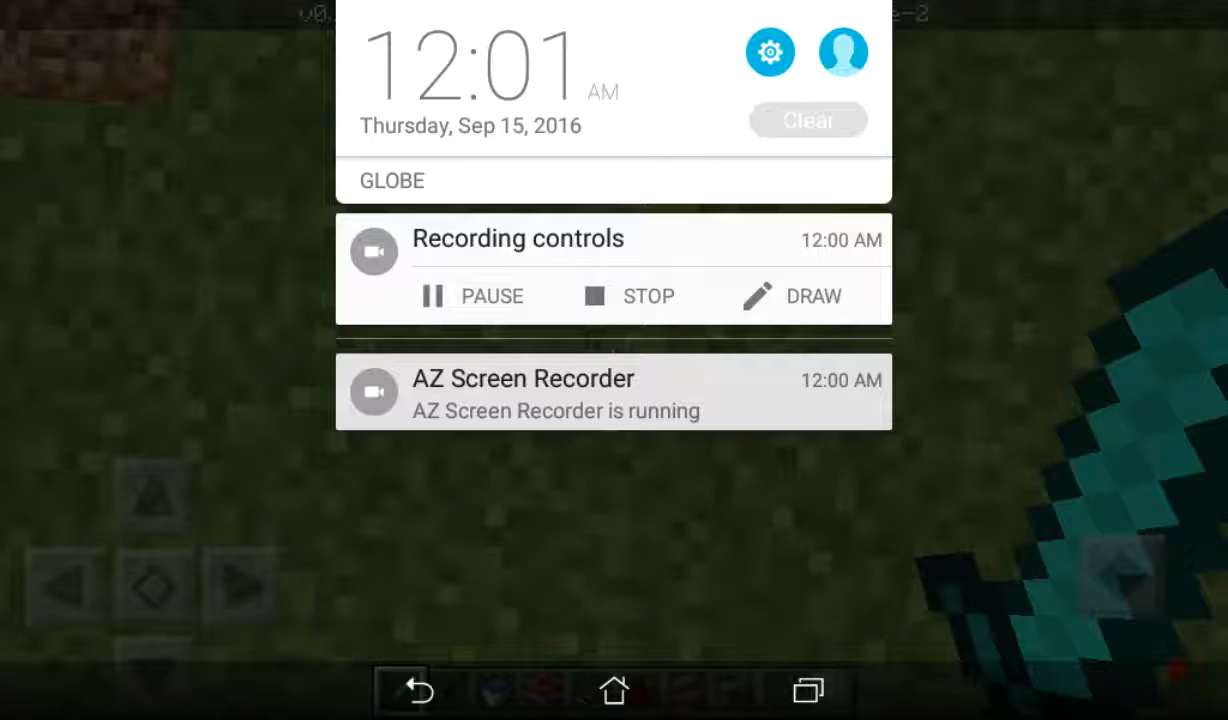 12:01 AM
Thursday, Sep 15, 2016
Clear
GLOBE
Recording controls
12:00 AM
PAUSE
STOP
DRAW
AZ Screen Recorder
12:00 AM
AZ Screen Recorder is running